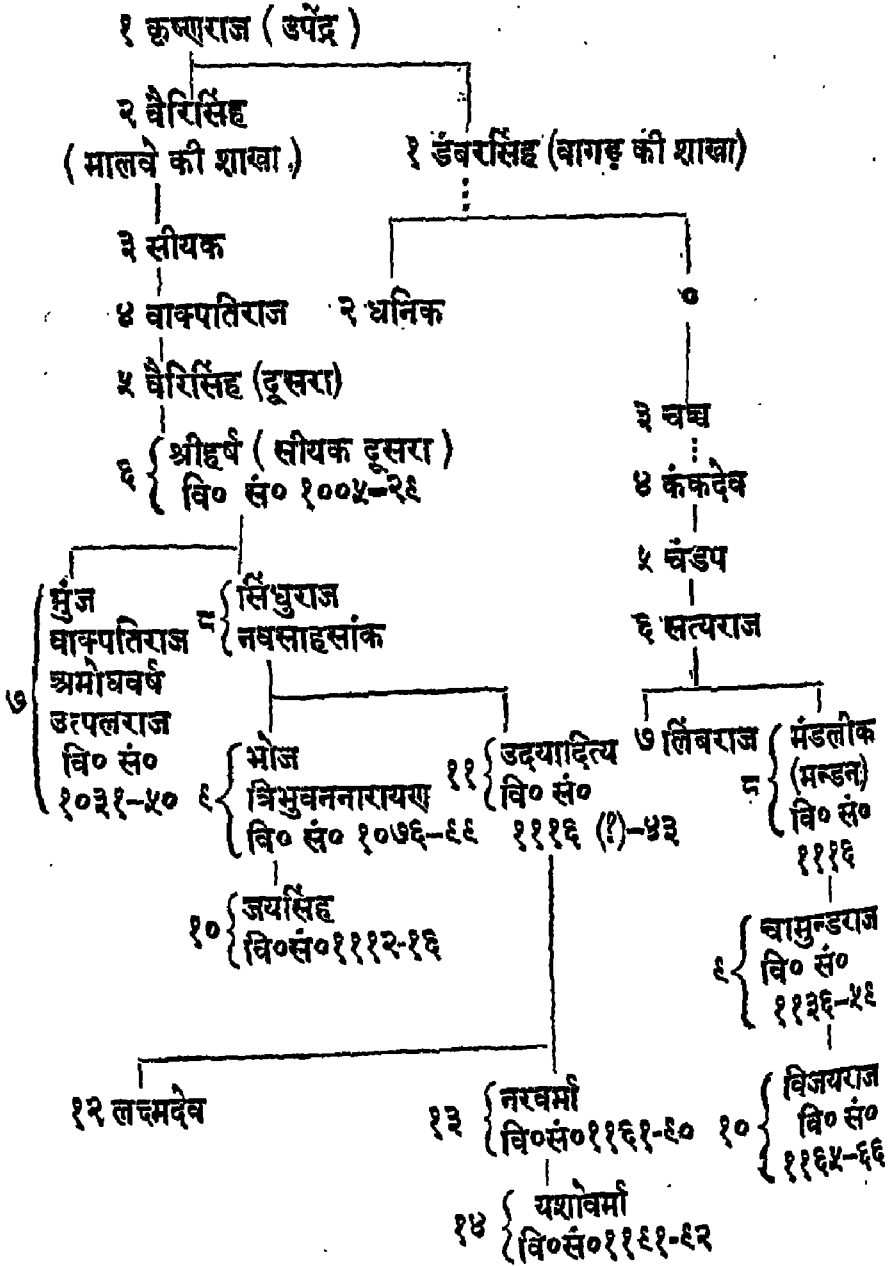 १ कृष्णराज ( उपेंद्र )
२ वैरिसिंह
( मालवे की शाखा )
१ डंबरसिंह (वागड़ की शाखा)
३ सीयक
४ वाक्पतिराज
२ धनिक
०
५ वैरिसिंह (दूसरा)
३ चच्च
६ श्रीहर्ष ( सीयक दूसरा )
वि० सं० १००५-२९
४ कंकदेव
५ चंडप
६ सत्यराज
७ मुंज
वाक्पतिराज
अमोघवर्ष
उत्पलराज
वि० सं०
१०३१-५०
८ सिंधुराज
नवसाहसांक
९ भोज
त्रिभुवननारायण
वि० सं० १०७६-९९
११ उदयादित्य
वि० सं०
१११६ (?)-४३
७ लिंबराज
८ मंडलीक
(मन्डन)
वि० सं०
१११६
१० जयसिंह
वि०सं०१११२-१६
९ चामुन्डराज
वि० सं०
११३६-५९
१२ लक्ष्मदेव
१३ नरवर्मा
वि०सं०११६१-९०
१० विजयराज
वि० सं०
११६५-६६
१४ यशोवर्मा
वि०सं०११९१-९२